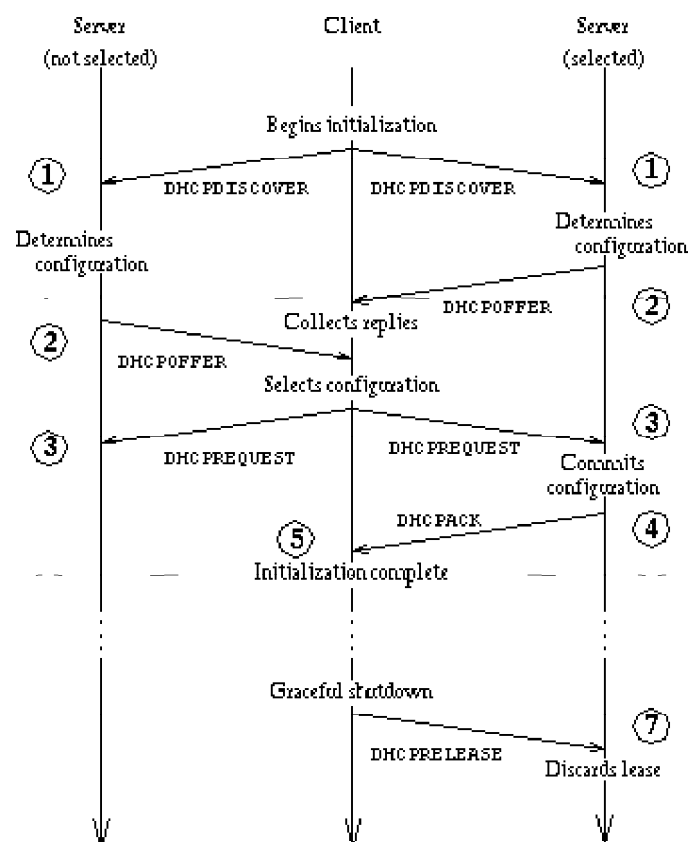 Server Client Server
(not selected) (selected)
Begins initialization
1 1
DHCPDISCOVER DHCPDISCOVER
Determines Determines
configuration configuration
DHCPOFFER 2
Collects replies
2 DHCPOFFER
Selects configuration
3 3
DHCPREQUEST DHCPREQUEST
Commits
configuration
DHCPACK 4
5
Initialization complete
Graceful shutdown
7
DHCPRELEASE Discards lease